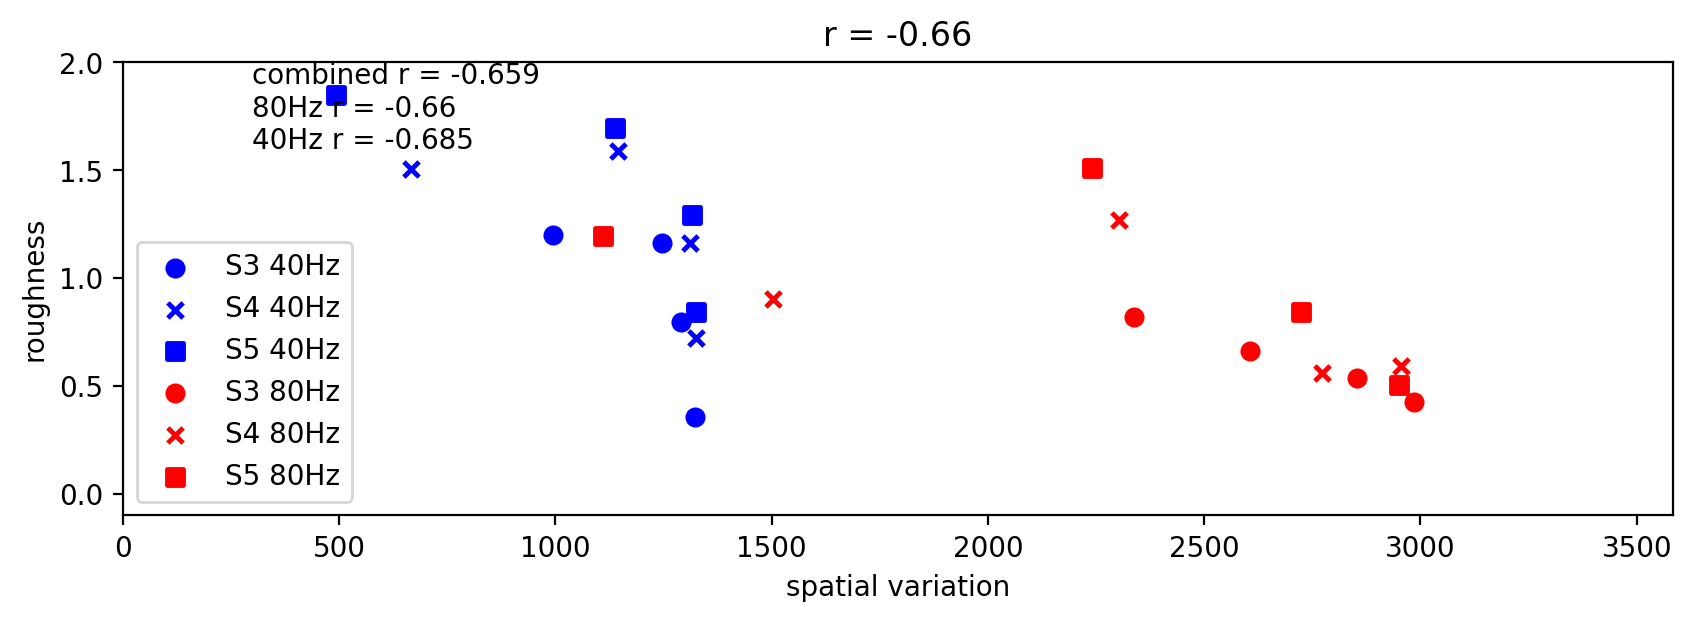 r = -0.66
combined r = -0.659
80Hz r = -0.66
40Hz r = -0.685
2.0
1.5
1.0
0.5
0.0
roughness
S3 40Hz
S4 40Hz
S5 40Hz
S3 80Hz
S4 80Hz
S5 80Hz
0 500 1000 1500 2000 2500 3000 3500
spatial variation